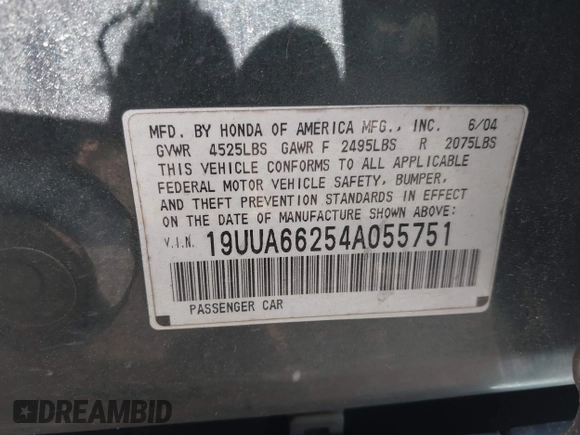 MFD. BY HONDA OF AMERICA MFG., INC. 6/04
GVWR 4525LBS GAWR F 2495LBS R 2075LBS
THIS VEHICLE CONFORMS TO ALL APPLICABLE
FEDERAL MOTOR VEHICLE SAFETY, BUMPER,
AND THEFT PREVENTION STANDARDS IN EFFECT
ON THE DATE OF MANUFACTURE SHOWN ABOVE:
V.I.N. 19UUA66254A055751
PASSENGER CAR
DREAMBID